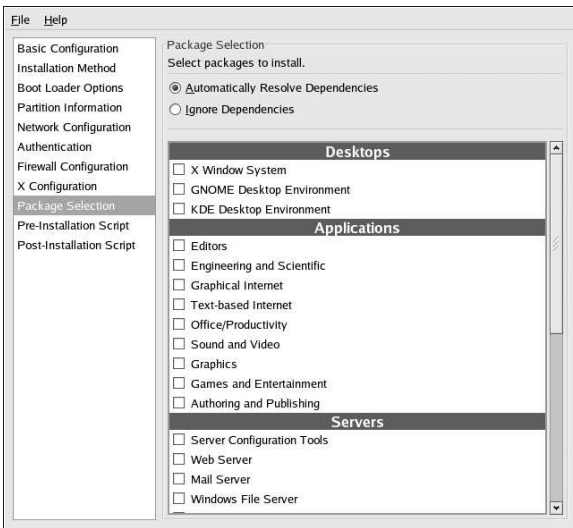 File Help
Basic Configuration
Installation Method
Boot Loader Options
Partition Information
Network Configuration
Authentication
Firewall Configuration
X Configuration
Package Selection
Pre-Installation Script
Post-Installation Script
Package Selection
Select packages to install.
Automatically Resolve Dependencies
Ignore Dependencies
Desktops
X Window System
GNOME Desktop Environment
KDE Desktop Environment
Applications
Editors
Engineering and Scientific
Graphical Internet
Text-based Internet
Office/Productivity
Sound and Video
Graphics
Games and Entertainment
Authoring and Publishing
Servers
Server Configuration Tools
Web Server
Mail Server
Windows File Server